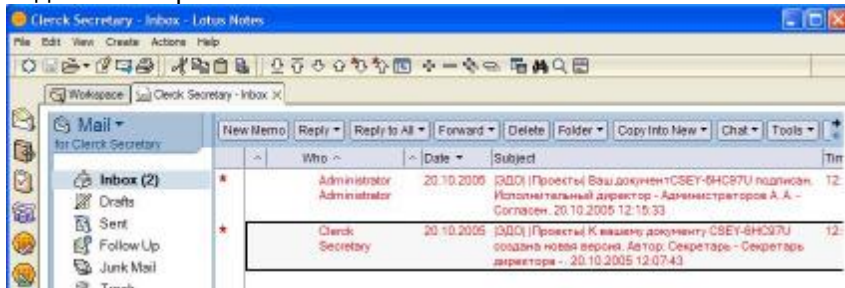 Clerck Secretary - Inbox - Lotus Notes
File Edit View Create Actions Help
Workspace Clerck Secretary - Inbox
Mail
for Clerck Secretary
New Memo Reply Reply to All Forward Delete Folder Copy Into New Chat Tools
Who Date Subject
Inbox (2)
Drafts
Sent
Follow Up
Junk Mail
Administrator 20.10.2005 |ЭДО| |Проекты| Ваш документCSEY-6HC97U подписан.
Administrator Исполнительный директор - Администраторов А. А. -
Согласен. 20.10.2005 12:15:33
12:
Clerck 20.10.2005 |ЭДО| |Проекты| К вашему документу CSEY-6HC97U
Secretary создана новая версия. Автор: Секретарь - Секретарь
директора - . 20.10.2005 12:07:43
12: